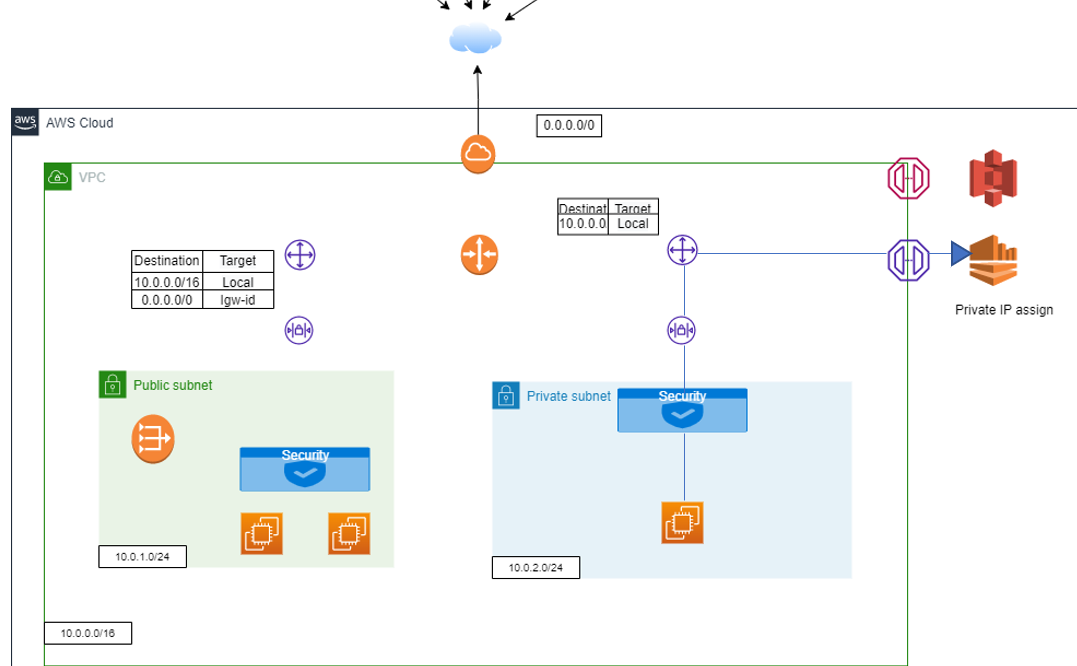 aws
AWS Cloud
0.0.0.0/0
VPC
Destinat Target
10.0.0.0 Local
Destination Target
10.0.0.0/16 Local
0.0.0.0/0 Igw-id
Private IP assign
Public subnet
Security
10.0.1.0/24
Private subnet
Security
10.0.2.0/24
10.0.0.0/16